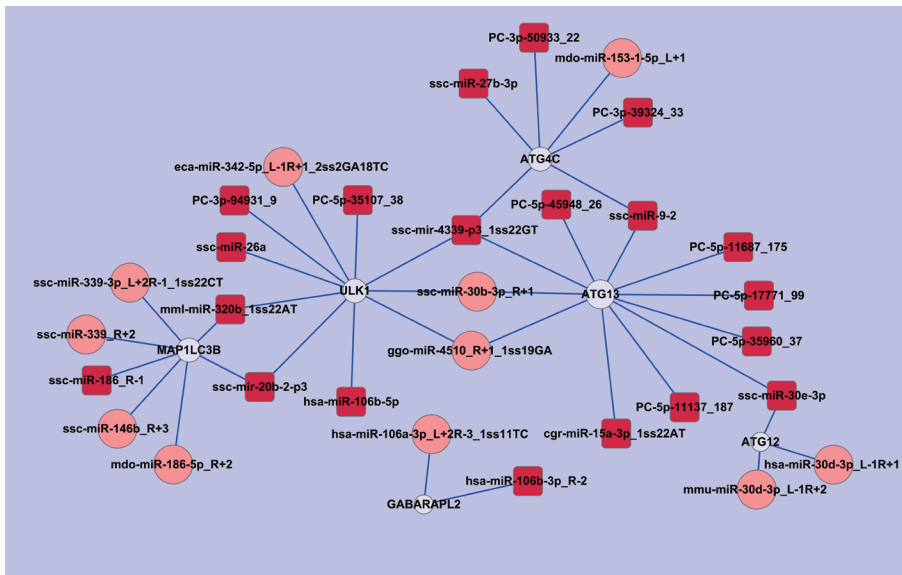 PC-3p-50933_22
mdo-miR-153-1-5p_L+1
ssc-miR-27b-3p
PC-3p-39324_33
ATG4C
eca-miR-342-5p_L-1R+1_2ss2GA18TC
PC-3p-94931_9
PC-5p-35107_38
PC-5p-45948_26
ssc-miR-9-2
ssc-mir-4339-p3_1ss22GT
ssc-miR-26a
PC-5p-11687_175
ssc-miR-339-3p_L+2R-1_1ss22CT
ULK1
ssc-miR-30b-3p_R+1
ATG13
PC-5p-17771_99
mml-miR-320b_1ss22AT
ssc-miR-339_R+2
MAP1LC3B
ggo-miR-4510_R+1_1ss19GA
PC-5p-35960_37
ssc-miR-186_R-1
ssc-mir-20b-2-p3
hsa-miR-106b-5p
PC-5p-11137_187
ssc-miR-30e-3p
ssc-miR-146b_R+3
hsa-miR-106a-3p_L+2R-3_1ss11TC
cgr-miR-15a-3p_1ss22AT
ATG12
mdo-miR-186-5p_R+2
hsa-miR-30d-3p_L-1R+1
hsa-miR-106b-3p_R-2
mmu-miR-30d-3p_L-1R+2
GABARAPL2